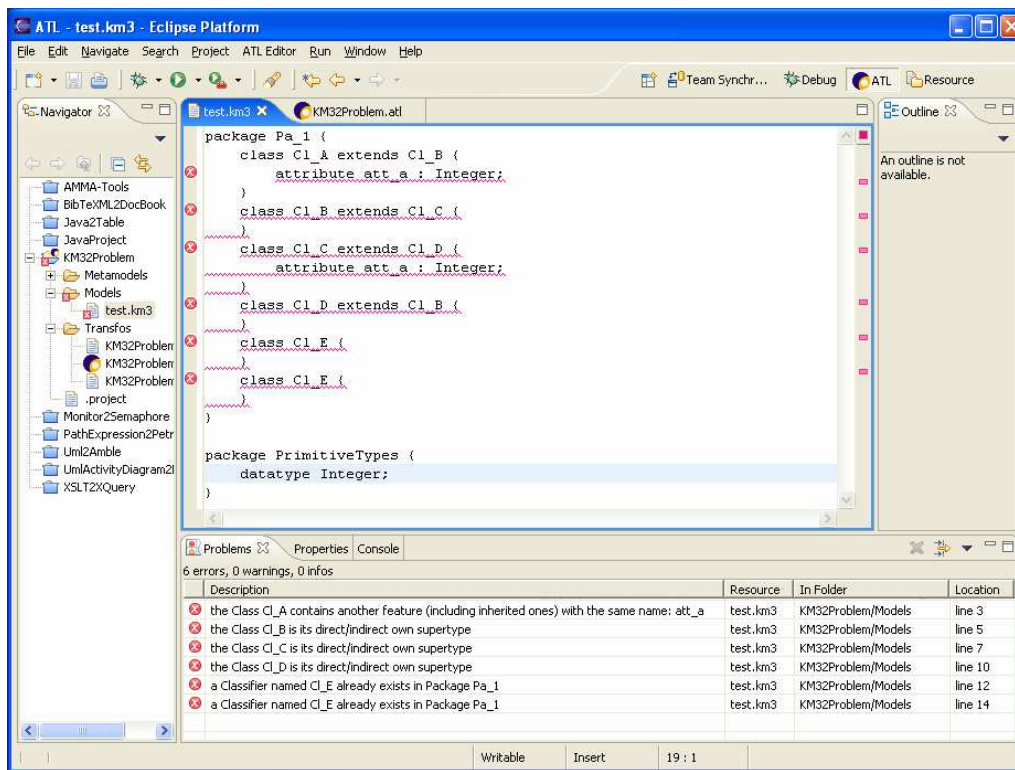 ATL - test.km3 - Eclipse Platform
File Edit Navigate Search Project ATL Editor Run Window Help
Team Synchr... Debug ATL Resource
Navigator
test.km3 KM32Problem.atl
Outline
An outline is not
available.
AMMA-Tools
BibTeXML2DocBook
Java2Table
JavaProject
KM32Problem
Metamodels
Models
test.km3
Transfos
KM32Problem
KM32Problem
KM32Problem
.project
Monitor2Semaphore
PathExpression2Petr
Uml2Amble
UmlActivityDiagram2
XSLT2XQuery
package Pa_1 {
class Cl_A extends Cl_B {
attribute att_a : Integer;
}
class Cl_B extends Cl_C {
}
class Cl_C extends Cl_D {
attribute att_a : Integer;
}
class Cl_D extends Cl_B {
}
class Cl_E {
}
class Cl_E {
}
}
package PrimitiveTypes {
datatype Integer;
}
Problems Properties Console
6 errors, 0 warnings, 0 infos
Description Resource In Folder Location
the Class Cl_A contains another feature (including inherited ones) with the same name: att_a test.km3 KM32Problem/Models line 3
the Class Cl_B is its direct/indirect own supertype test.km3 KM32Problem/Models line 5
the Class Cl_C is its direct/indirect own supertype test.km3 KM32Problem/Models line 7
the Class Cl_D is its direct/indirect own supertype test.km3 KM32Problem/Models line 10
a Classifier named Cl_E already exists in Package Pa_1 test.km3 KM32Problem/Models line 12
a Classifier named Cl_E already exists in Package Pa_1 test.km3 KM32Problem/Models line 14
Writable Insert 19 : 1